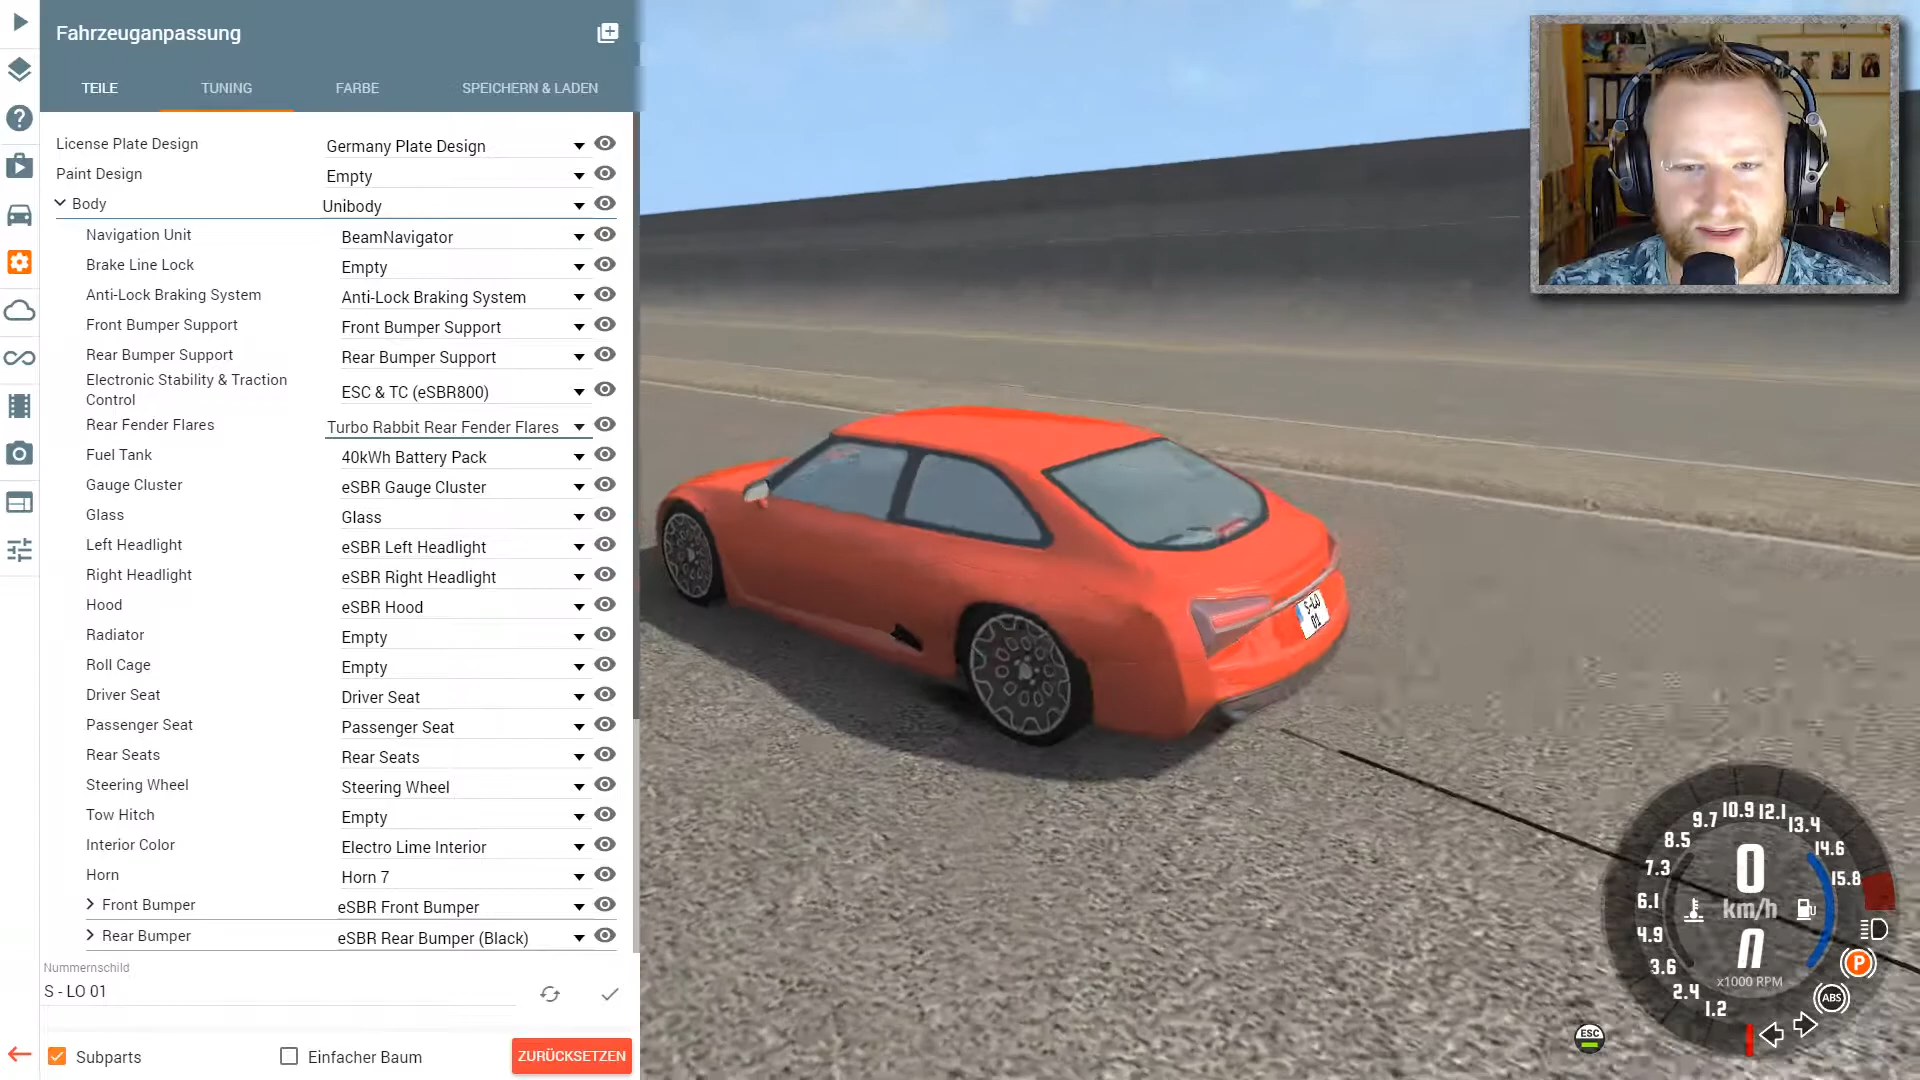 Fahrzeuganpassung
TEILE TUNING FARBE SPEICHERN & LADEN
License Plate Design Germany Plate Design
Paint Design Empty
Body Unibody
Navigation Unit BeamNavigator
Brake Line Lock Empty
Anti-Lock Braking System Anti-Lock Braking System
Front Bumper Support Front Bumper Support
Rear Bumper Support Rear Bumper Support
Electronic Stability & Traction
Control ESC & TC (eSBR800)
Rear Fender Flares Turbo Rabbit Rear Fender Flares
Fuel Tank 40kWh Battery Pack
Gauge Cluster eSBR Gauge Cluster
Glass Glass
Left Headlight eSBR Left Headlight
Right Headlight eSBR Right Headlight
Hood eSBR Hood
Radiator Empty
Roll Cage Empty
Driver Seat Driver Seat
Passenger Seat Passenger Seat
Rear Seats Rear Seats
Steering Wheel Steering Wheel
Tow Hitch Empty
Interior Color Electro Lime Interior
Horn Horn 7
Front Bumper eSBR Front Bumper
Rear Bumper eSBR Rear Bumper (Black)
Nummernschild
S - LO 01
Subparts Einfacher Baum ZURÜCKSETZEN
S-LO
01
1.2
2.4
3.6
4.9
6.1
7.3
8.5
9.7
10.9
12.1
13.4
14.6
15.8
0
km/h
n
x1000 RPM
P
ABS
ESC